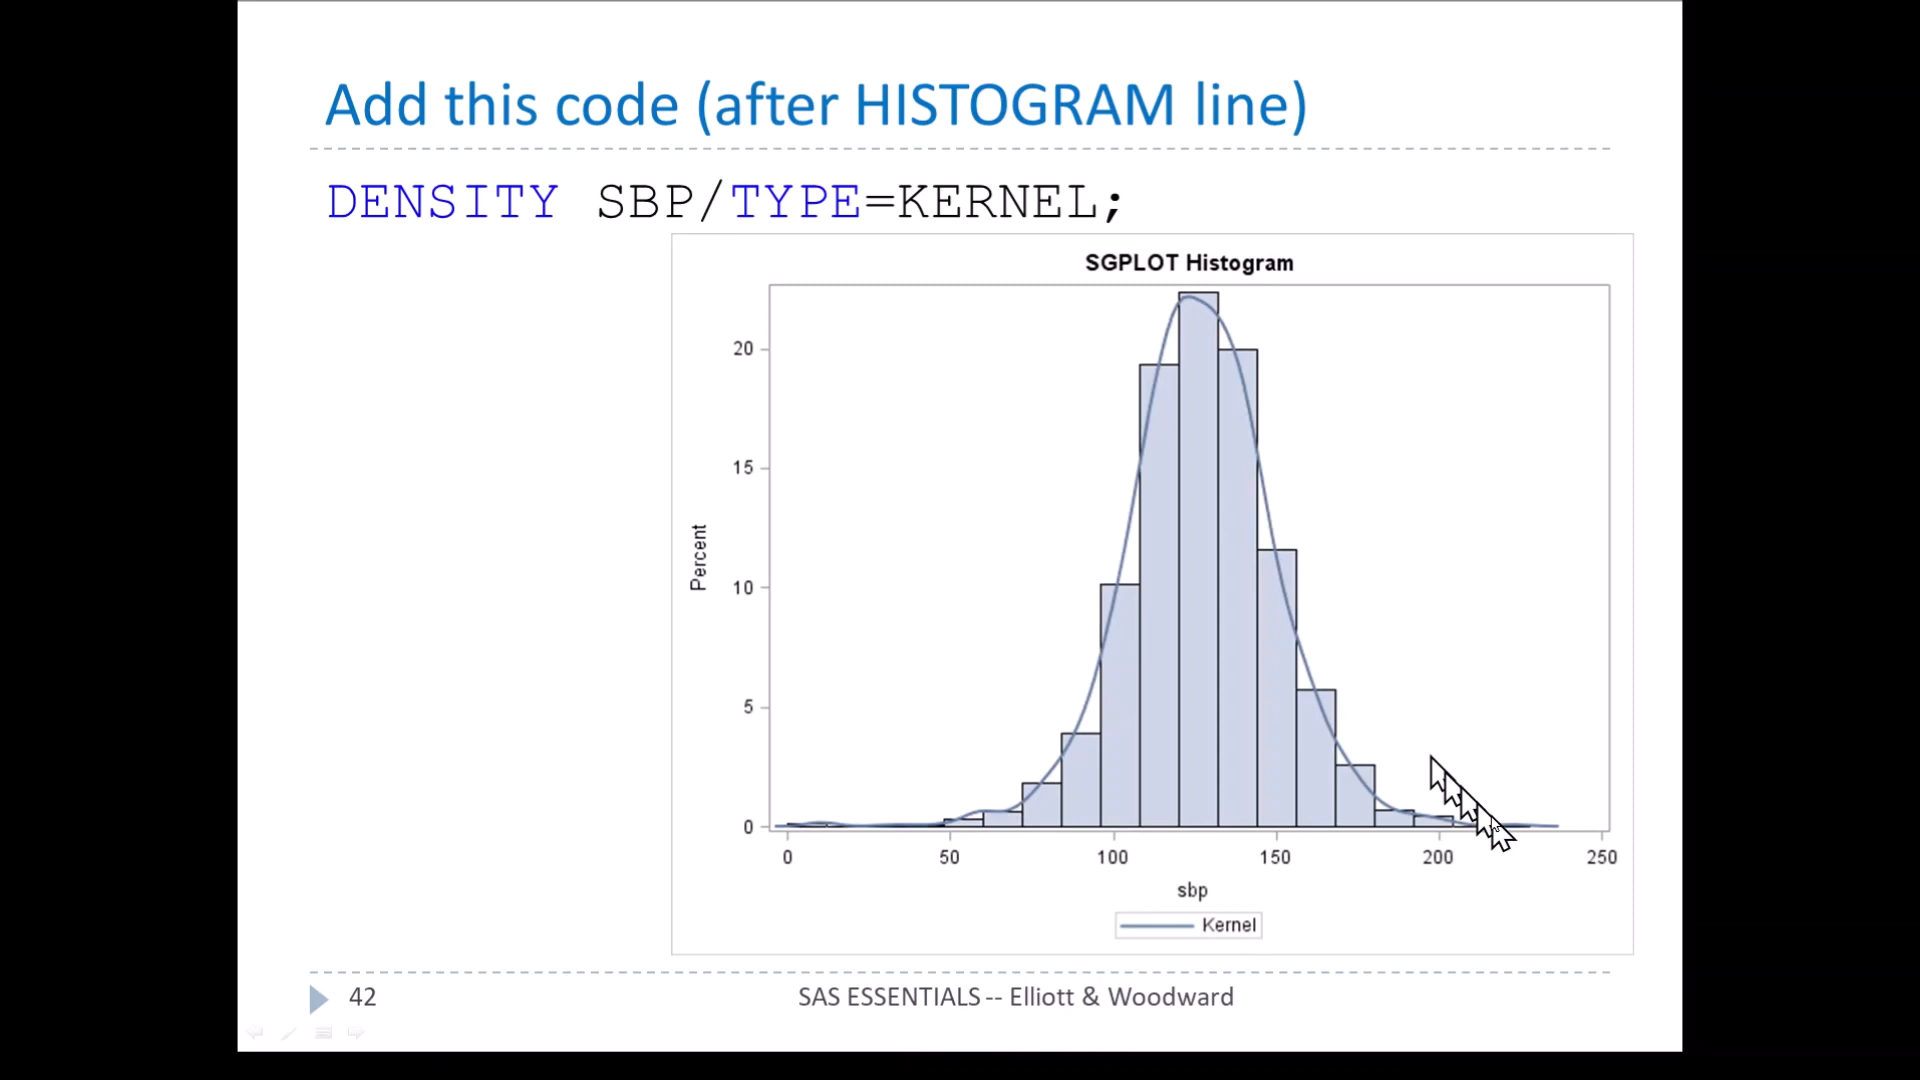 Add this code (after HISTOGRAM line)
DENSITY SBP/TYPE=KERNEL;
SGPLOT Histogram
20
15
10
5
0
Percent
0 50 100 150 200 250
sbp
Kernel
42 SAS ESSENTIALS -- Elliott & Woodward